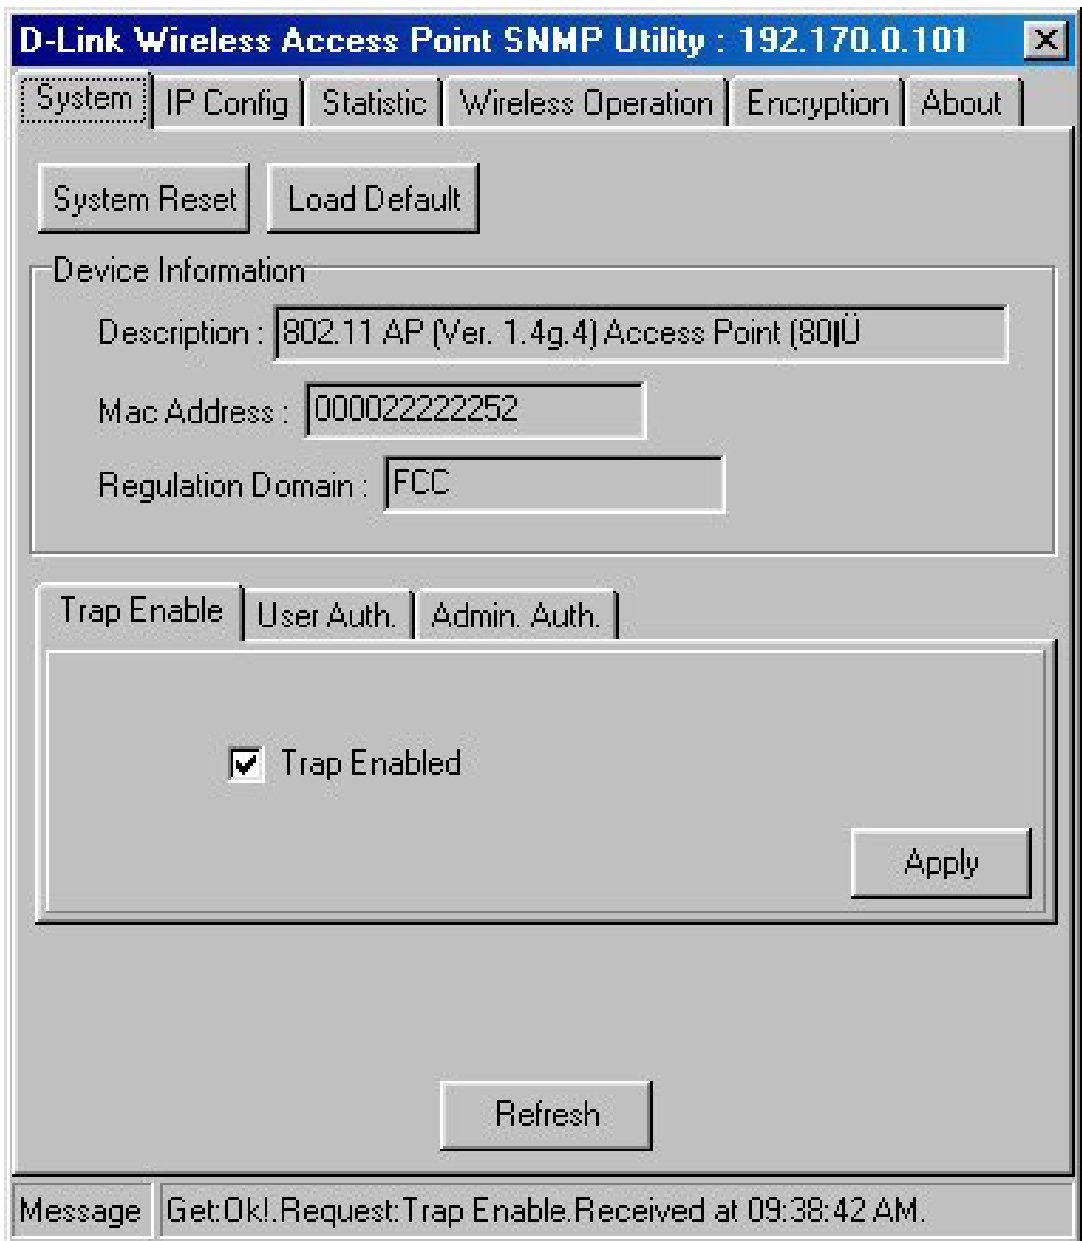 D-Link Wireless Access Point SNMP Utility : 192.170.0.101
System IP Config Statistic Wireless Operation Encryption About
System Reset Load Default
Device Information
Description : 802.11 AP (Ver. 1.4g.4) Access Point (80|Ü
Mac Address : 000022222252
Regulation Domain : FCC
Trap Enable User Auth. Admin. Auth.
Trap Enabled
Apply
Refresh
Message Get:Ok!.Request:Trap Enable.Received at 09:38:42 AM.